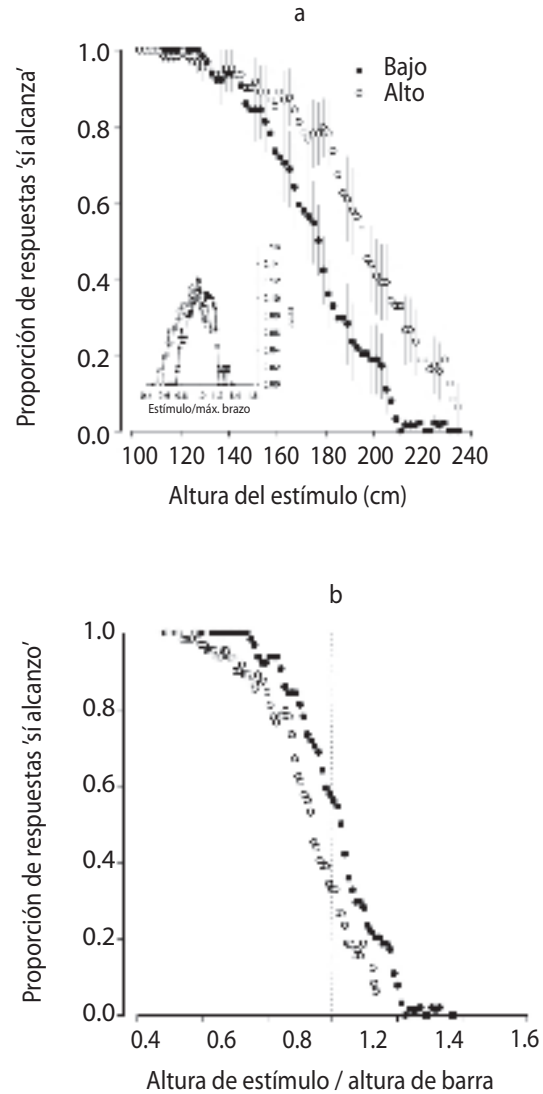 a
Proporción de respuestas 'sí alcanza'
1.0
0.8
0.6
0.4
0.2
0.0
Bajo
Alto
Estímulo/máx. brazo
100 120 140 160 180 200 220 240
Altura del estímulo (cm)
b
Proporción de respuestas 'sí alcanzo'
1.0
0.8
0.6
0.4
0.2
0.0
0.4 0.6 0.8 1.2 1.4 1.6
Altura de estímulo / altura de barra